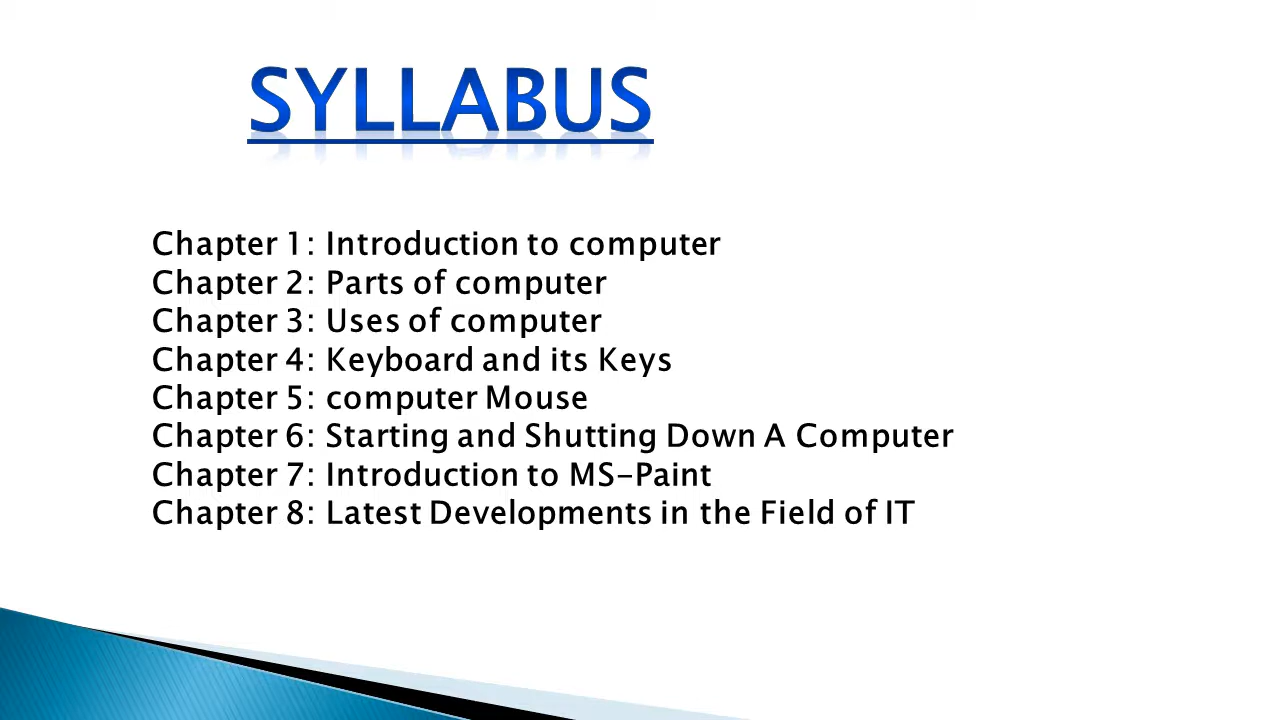 SYLLABUS
Chapter 1: Introduction to computer
Chapter 2: Parts of computer
Chapter 3: Uses of computer
Chapter 4: Keyboard and its Keys
Chapter 5: computer Mouse
Chapter 6: Starting and Shutting Down A Computer
Chapter 7: Introduction to MS-Paint
Chapter 8: Latest Developments in the Field of IT